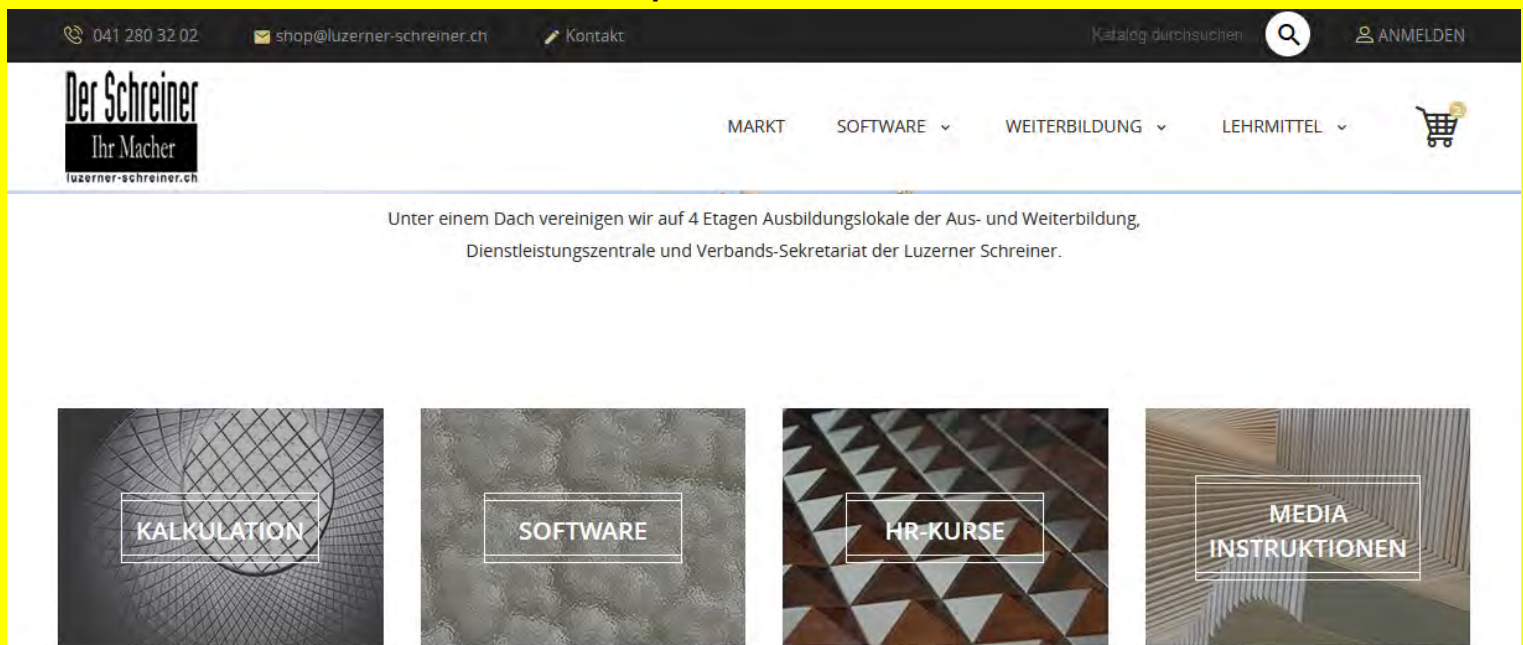 041 280 32 02 shop@luzerner-schreiner.ch Kontakt Katalog durchsuchen ANMELDEN
Der Schreiner
Ihr Macher
luzerner-schreiner.ch
MARKT SOFTWARE WEITERBILDUNG LEHRMITTEL 2
Unter einem Dach vereinigen wir auf 4 Etagen Ausbildungslokale der Aus- und Weiterbildung,
Dienstleistungszentrale und Verbands-Sekretariat der Luzerner Schreiner.
KALKULATION SOFTWARE HR-KURSE MEDIA
INSTRUKTIONEN